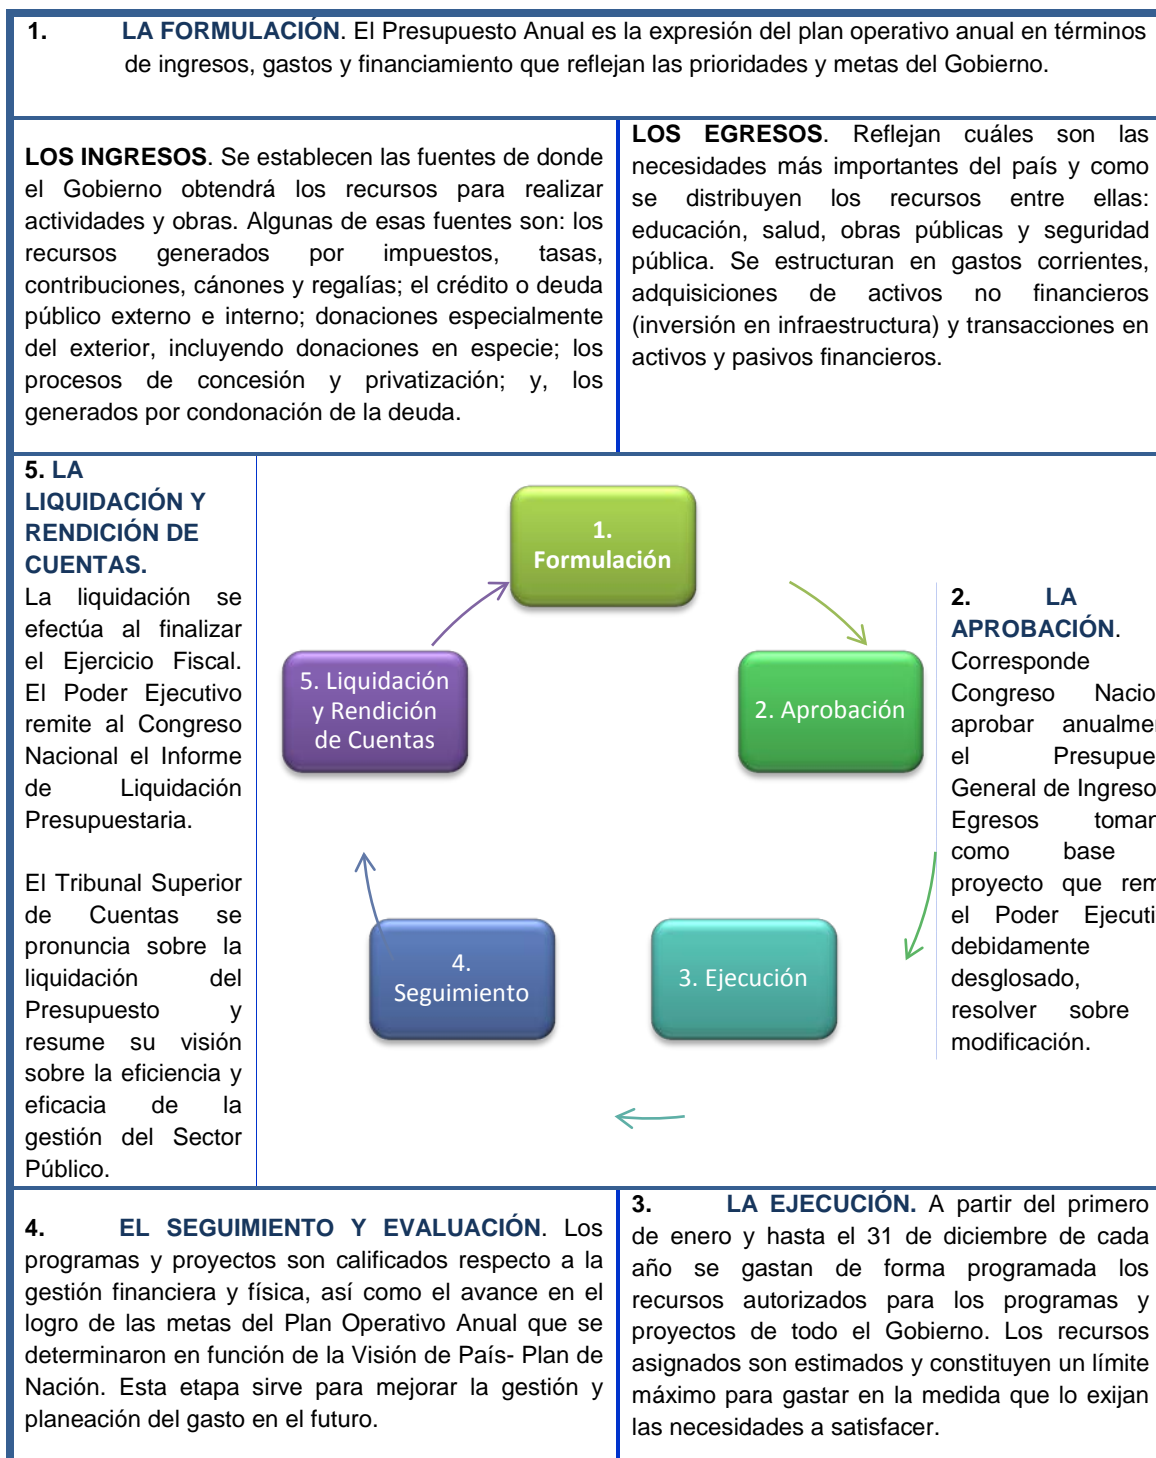 1. LA FORMULACIÓN. El Presupuesto Anual es la expresión del plan operativo anual en términos
de ingresos, gastos y financiamiento que reflejan las prioridades y metas del Gobierno.
LOS INGRESOS. Se establecen las fuentes de donde
el Gobierno obtendrá los recursos para realizar
actividades y obras. Algunas de esas fuentes son: los
recursos generados por impuestos, tasas,
contribuciones, cánones y regalías; el crédito o deuda
público externo e interno; donaciones especialmente
del exterior, incluyendo donaciones en especie; los
procesos de concesión y privatización; y, los
generados por condonación de la deuda.
LOS EGRESOS. Reflejan cuáles son las
necesidades más importantes del país y como
se distribuyen los recursos entre ellas:
educación, salud, obras públicas y seguridad
pública. Se estructuran en gastos corrientes,
adquisiciones de activos no financieros
(inversión en infraestructura) y transacciones en
activos y pasivos financieros.
5. LA
LIQUIDACIÓN Y
RENDICIÓN DE
CUENTAS.
La liquidación se
efectúa al finalizar
el Ejercicio Fiscal.
El Poder Ejecutivo
remite al Congreso
Nacional el Informe
de Liquidación
Presupuestaria.
El Tribunal Superior
de Cuentas se
pronuncia sobre la
liquidación del
Presupuesto y
resume su visión
sobre la eficiencia y
eficacia de la
gestión del Sector
Público.
1.
Formulación
2. Aprobación
3. Ejecución
4.
Seguimiento
5. Liquidación
y Rendición
de Cuentas
2. LA
APROBACIÓN.
Corresponde
Congreso
aprobar
el
General de
Egresos
como base
proyecto que
el Poder
debidamente
desglosado,
resolver sobre
modificación.
4. EL SEGUIMIENTO Y EVALUACIÓN. Los
programas y proyectos son calificados respecto a la
gestión financiera y física, así como el avance en el
logro de las metas del Plan Operativo Anual que se
determinaron en función de la Visión de País- Plan de
Nación. Esta etapa sirve para mejorar la gestión y
planeación del gasto en el futuro.
3. LA EJECUCIÓN. A partir del primero
de enero y hasta el 31 de diciembre de cada
año se gastan de forma programada los
recursos autorizados para los programas y
proyectos de todo el Gobierno. Los recursos
asignados son estimados y constituyen un límite
máximo para gastar en la medida que lo exijan
las necesidades a satisfacer.